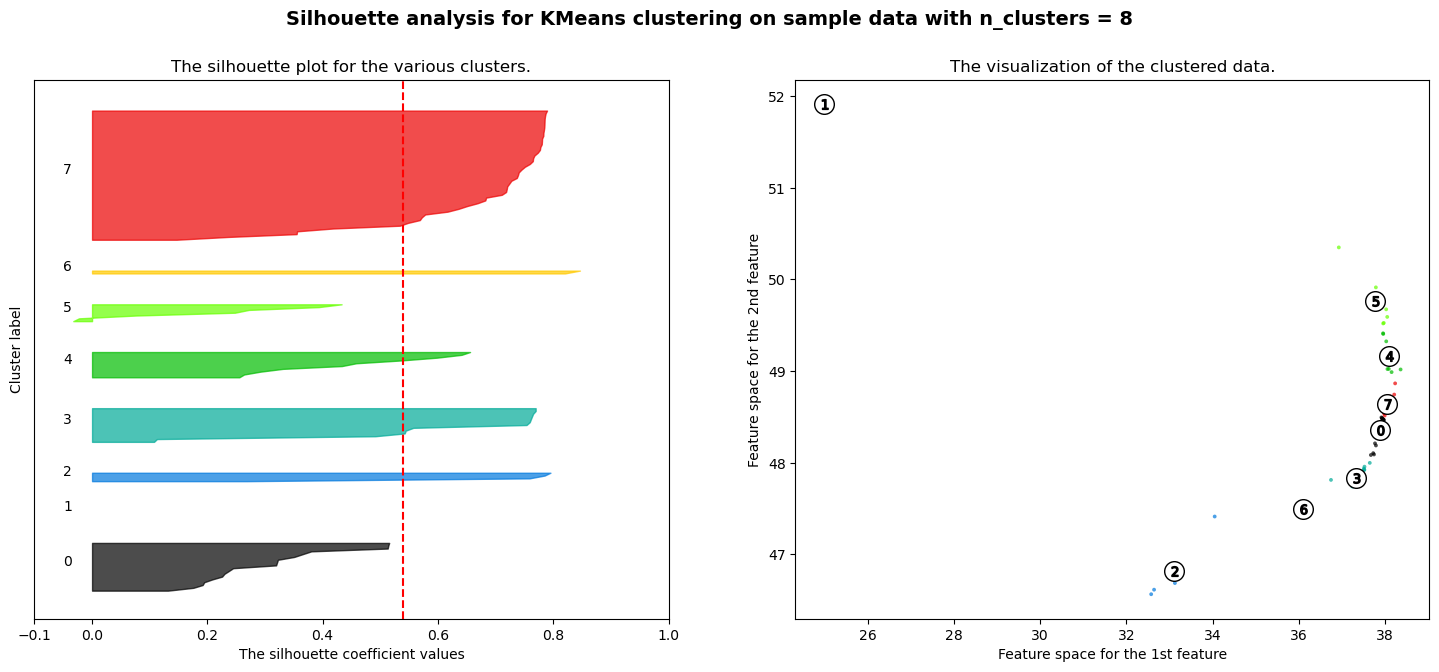 Silhouette analysis for KMeans clustering on sample data with n_clusters = 8
The silhouette plot for the various clusters.
7
6
5
4
3
2
1
0
Cluster label
−0.1 0.0 0.2 0.4 0.6 0.8 1.0
The silhouette coefficient values
The visualization of the clustered data.
52
51
50
49
48
47
Feature space for the 2nd feature
1
5
4
7
0
3
6
2
26 28 30 32 34 36 38
Feature space for the 1st feature